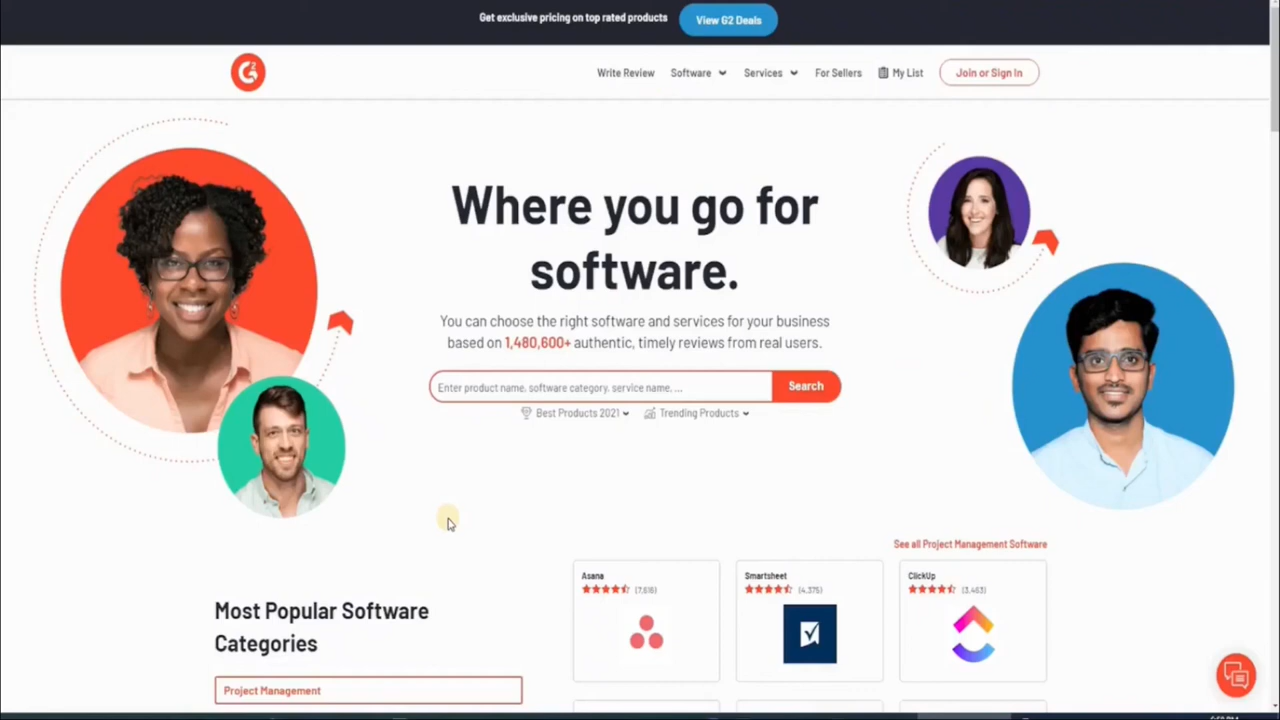 Get exclusive pricing on top rated products
View G2 Deals
G2
Write Review
Software
Services
For Sellers
My List
Join or Sign In
Where you go for
software.
You can choose the right software and services for your business
based on 1,480,600+ authentic, timely reviews from real users.
Enter product name, software category, service name, ...
Search
Best Products 2021
Trending Products
See all Project Management Software
Most Popular Software
Categories
Project Management
Asana
(7,616)
Smartsheet
(4,375)
ClickUp
(3,463)